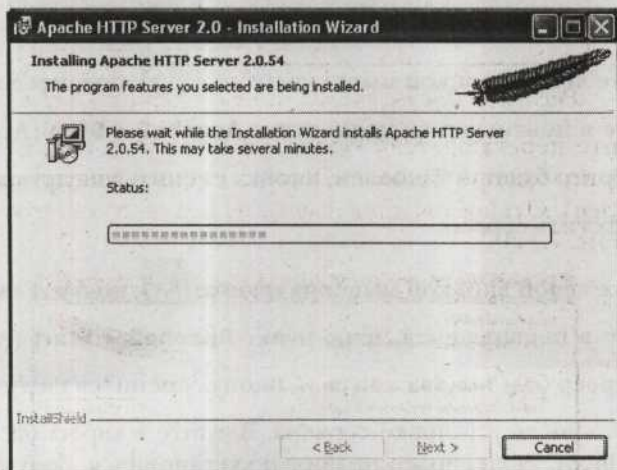 Apache HTTP Server 2.0 - Installation Wizard
Installing Apache HTTP Server 2.0.54
The program features you selected are being installed.
Please wait while the Installation Wizard installs Apache HTTP Server
2.0.54. This may take several minutes.
Status:
InstallShield
< Back
Next >
Cancel